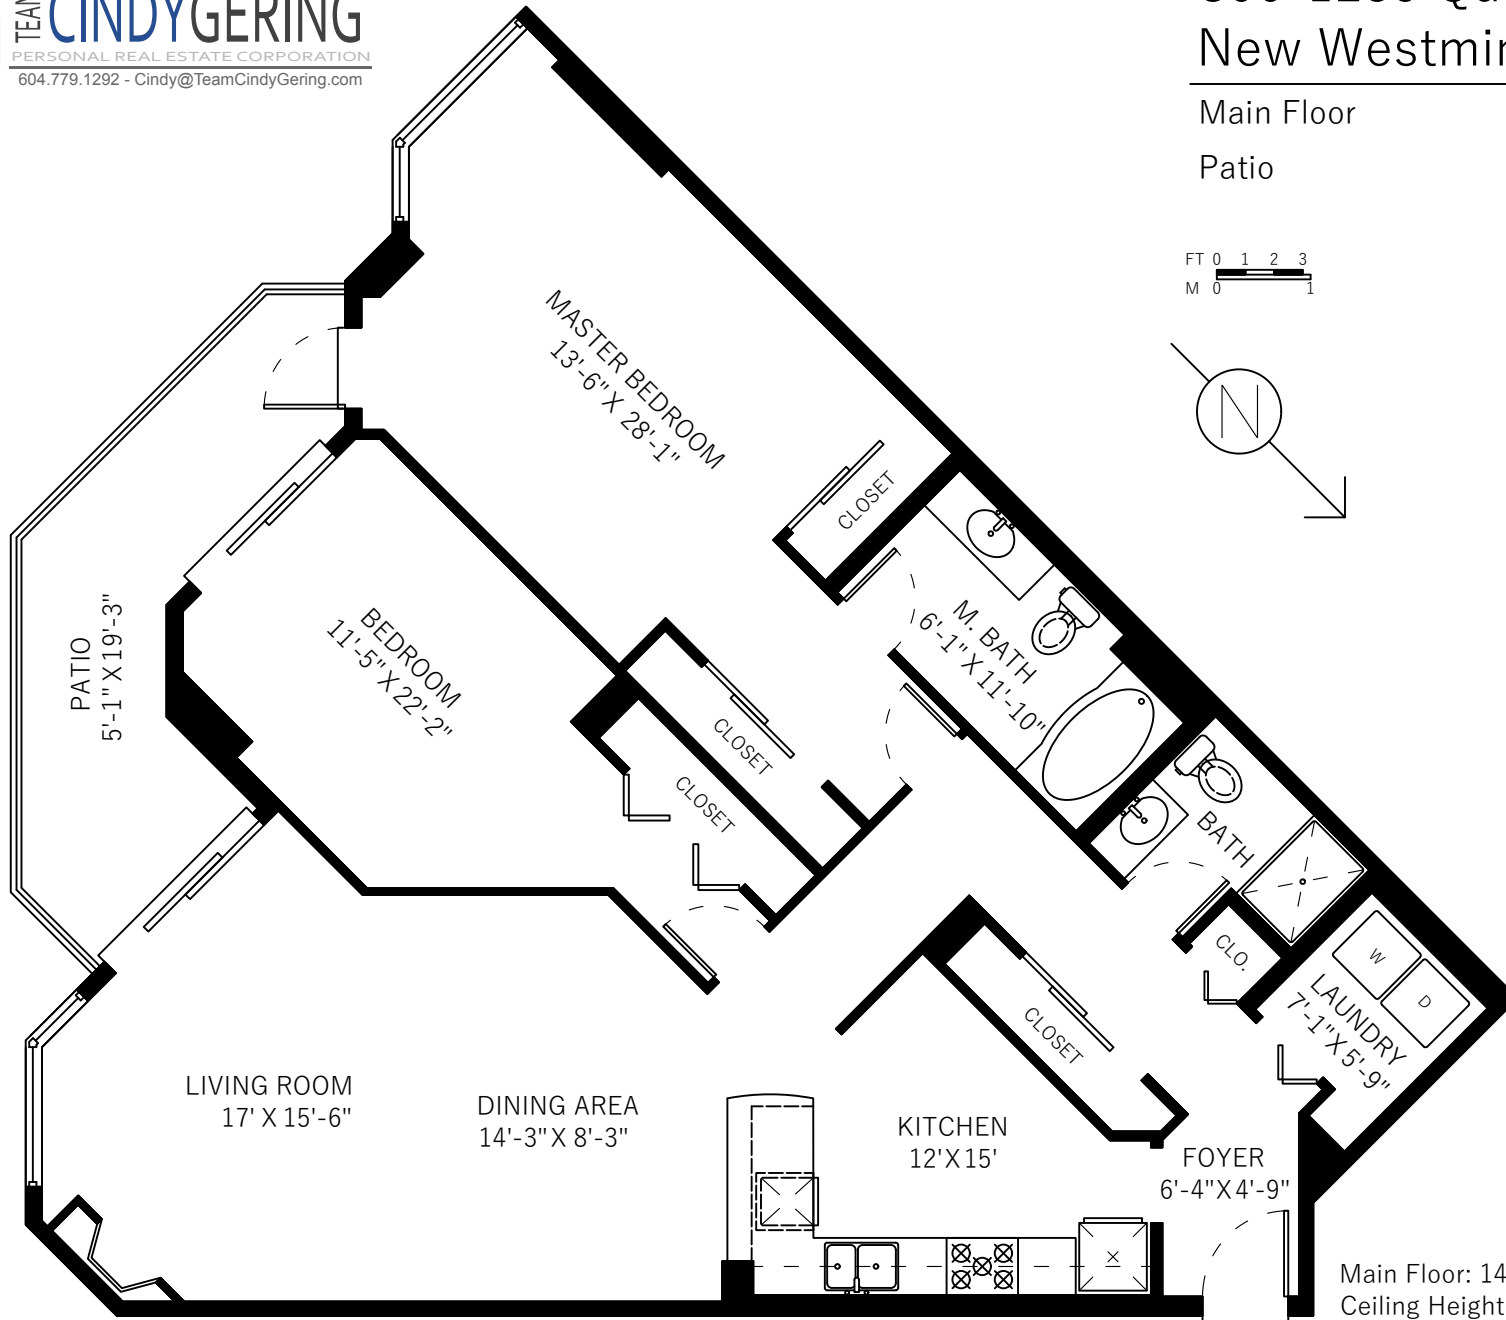 TEAM
CINDYGERING
PERSONAL REAL ESTATE CORPORATION
604.779.1292 - Cindy@TeamCindyGering.com
Main Floor
Patio
FT 0 1 2 3
M 0 1
N
MASTER BEDROOM
13'-6" X 28'-1"
CLOSET
M. BATH
6'-1" X 11'-10"
BEDROOM
11'-5" X 22'-2"
PATIO
5'-1" X 19'-3"
CLOSET
CLOSET
BATH
CLO.
W
D
LAUNDRY
7'-1" X 5'-9"
CLOSET
LIVING ROOM
17' X 15'-6"
DINING AREA
14'-3" X 8'-3"
KITCHEN
12' X 15'
FOYER
6'-4" X 4'-9"
Main Floor: 14
Ceiling Height